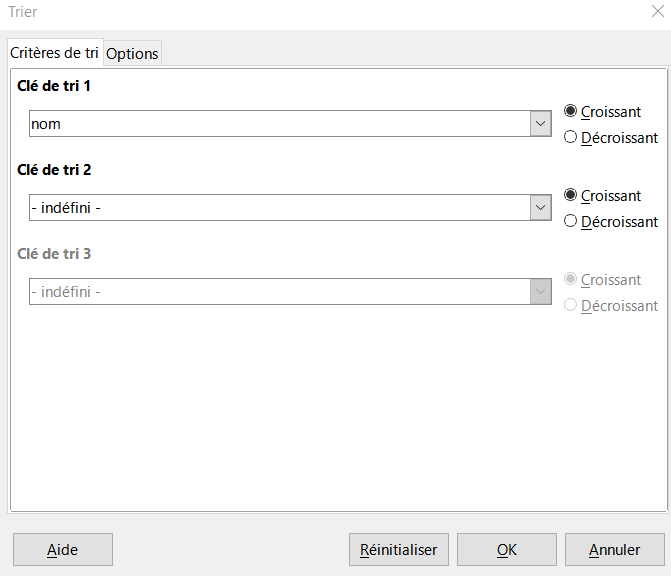 Trier
Critères de tri Options
Clé de tri 1
nom
Croissant
Décroissant
Clé de tri 2
- indéfini -
Croissant
Décroissant
Clé de tri 3
- indéfini -
Croissant
Décroissant
Aide Réinitialiser OK Annuler